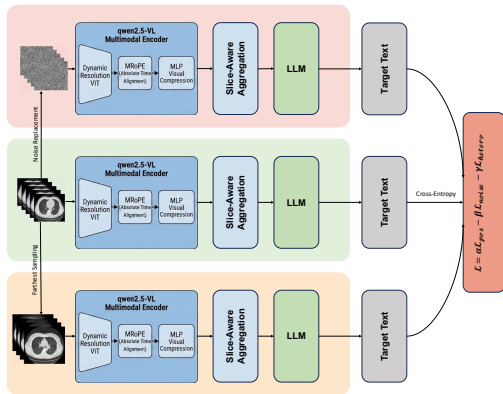 qwen2.5-VL
Multimodal Encoder
Dynamic
Resolution
ViT
MRoPE
(Absolute Time
Alignment)
MLP
Visual
Compression
Slice-Aware
Aggregation
LLM
Target Text
Noise Replacement
qwen2.5-VL
Multimodal Encoder
Dynamic
Resolution
ViT
MRoPE
(Absolute Time
Alignment)
MLP
Visual
Compression
Slice-Aware
Aggregation
LLM
Target Text
Cross-Entropy
ℒ = αℒpos − βℒnoise − γℒhetero
Farthest Sampling
qwen2.5-VL
Multimodal Encoder
Dynamic
Resolution
ViT
MRoPE
(Absolute Time
Alignment)
MLP
Visual
Compression
Slice-Aware
Aggregation
LLM
Target Text